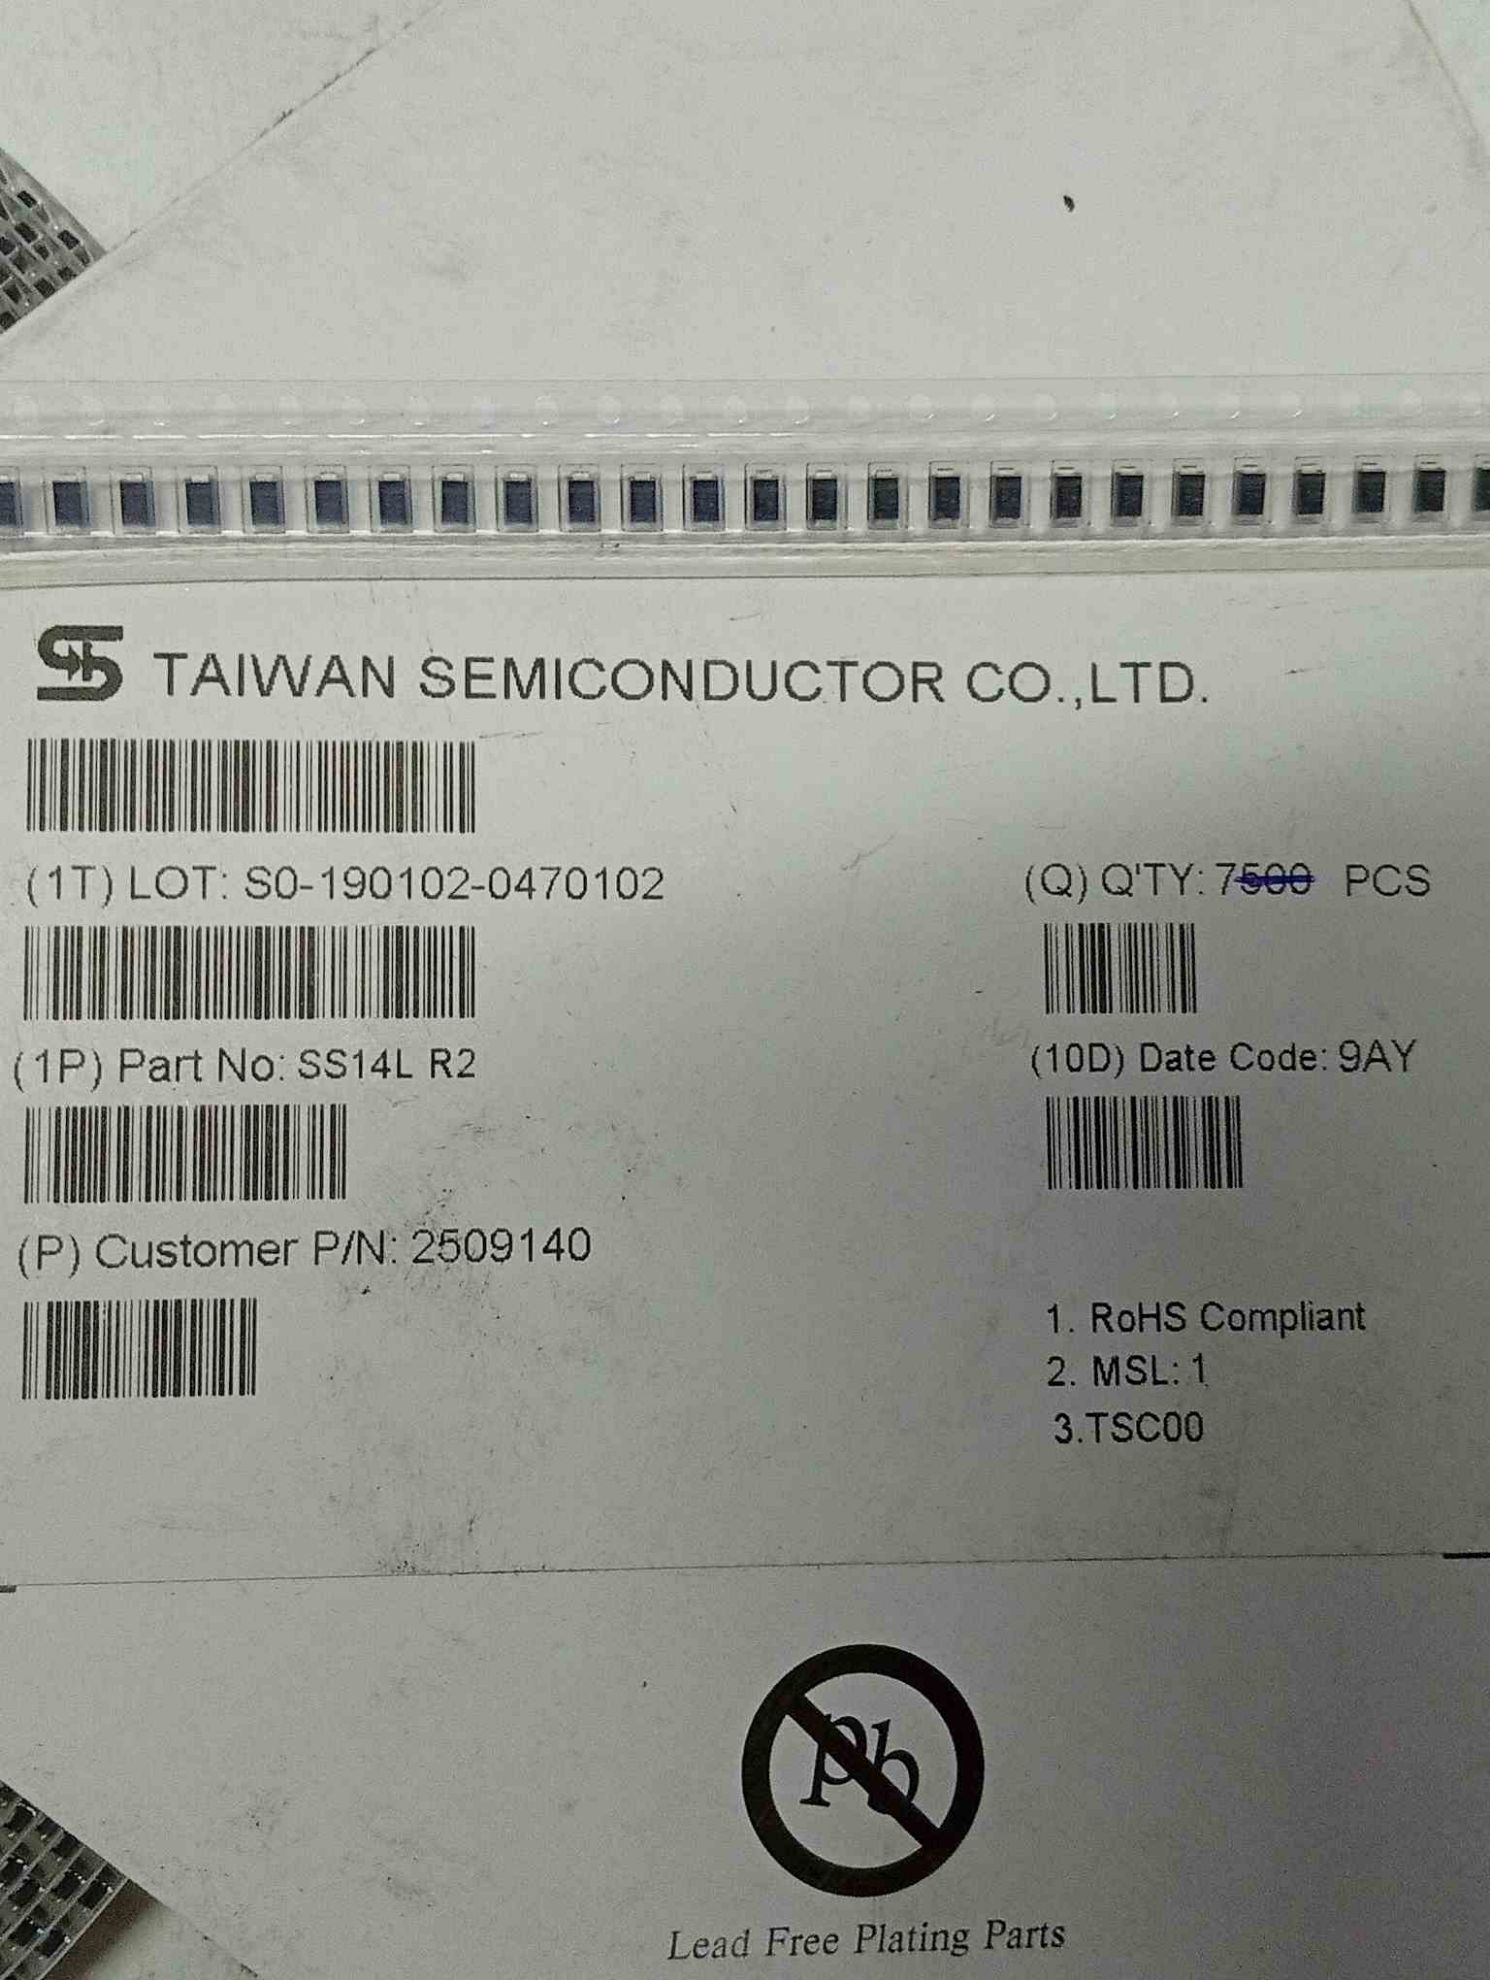 TAIWAN SEMICONDUCTOR CO.,LTD.
(1T) LOT: S0-190102-0470102
(Q) Q'TY: 7500 PCS
(1P) Part No: SS14L R2
(10D) Date Code: 9AY
(P) Customer P/N: 2509140
1. RoHS Compliant
2. MSL: 1
3.TSC00
Pb
Lead Free Plating Parts